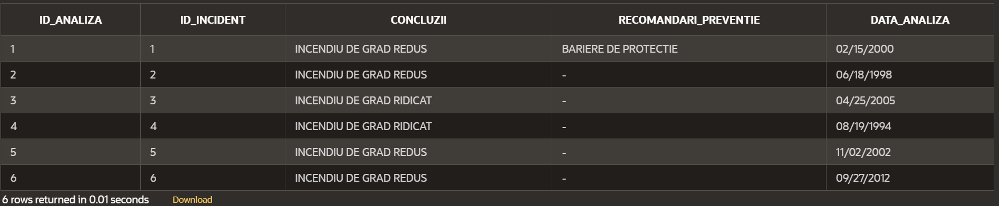 ID_ANALIZA ID_INCIDENT CONCLUZII RECOMANDARI_PREVENTIE DATA_ANALIZA
1 1 INCENDIU DE GRAD REDUS BARIERE DE PROTECTIE 02/15/2000
2 2 INCENDIU DE GRAD REDUS - 06/18/1998
3 3 INCENDIU DE GRAD RIDICAT - 04/25/2005
4 4 INCENDIU DE GRAD RIDICAT - 08/19/1994
5 5 INCENDIU DE GRAD REDUS - 11/02/2002
6 6 INCENDIU DE GRAD REDUS - 09/27/2012
6 rows returned in 0.01 seconds Download